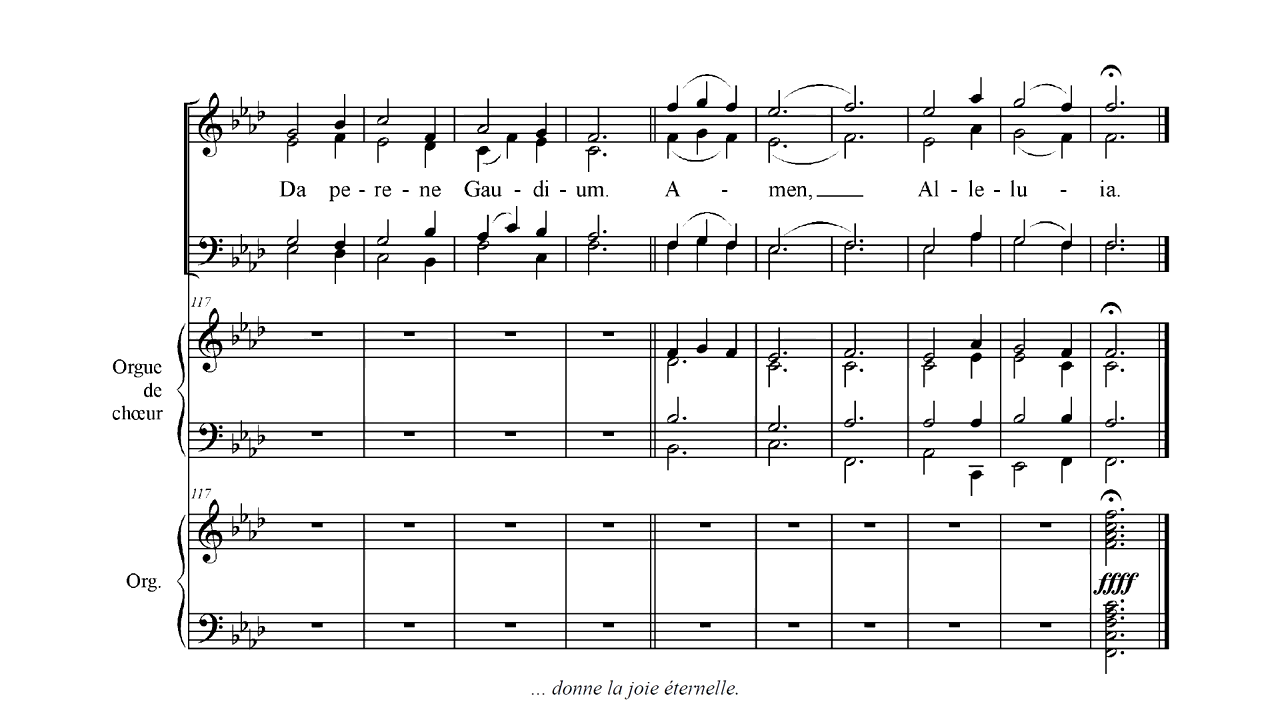 Da pe - re - ne Gau - di - um. A - men, Al - le - lu - ia.
117
Orgue
de
chœur
117
Org.
ffff
... donne la joie éternelle.